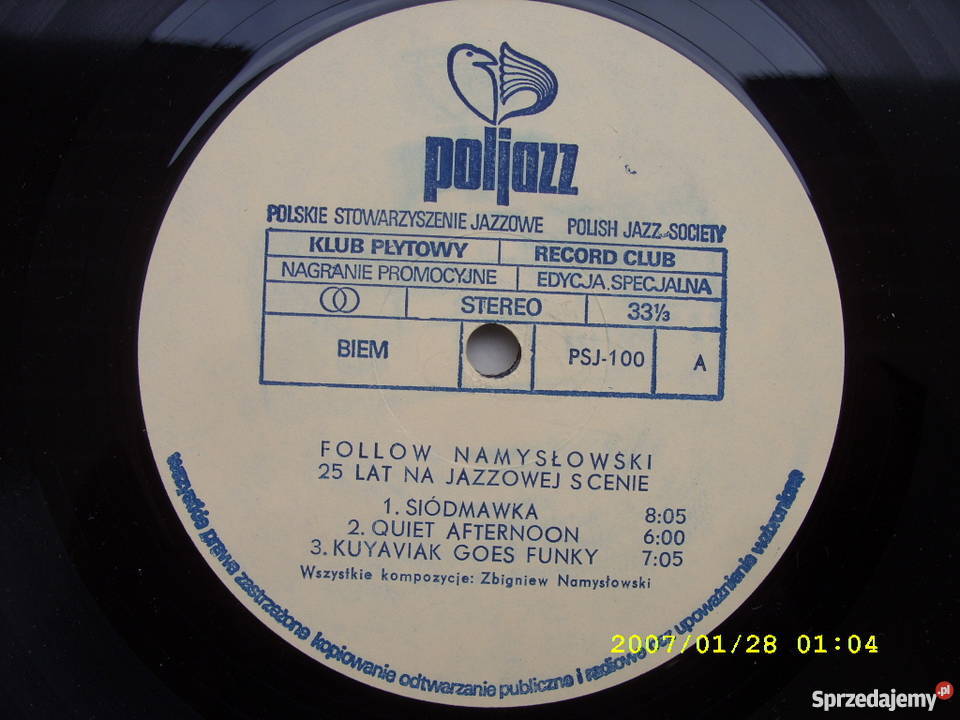 poljazz
POLSKIE STOWARZYSZENIE JAZZOWE POLISH JAZZ SOCIETY
KLUB PŁYTOWY RECORD CLUB
NAGRANIE PROMOCYJNE EDYCJA SPECJALNA
STEREO 33⅓
BIEM PSJ-100 A
FOLLOW NAMYSŁOWSKI
25 LAT NA JAZZOWEJ SCENIE
1. SIÓDMAWKA 8:05
2. QUIET AFTERNOON 6:00
3. KUYAVIAK GOES FUNKY 7:05
Wszystkie kompozycje: Zbigniew Namysłowski
wszystkie prawa zastrzeżone kopiowanie odtwarzanie publiczne i radiowe bez upoważnienia wzbronione
2007/01/28 01:04
Sprzedajemy.pl